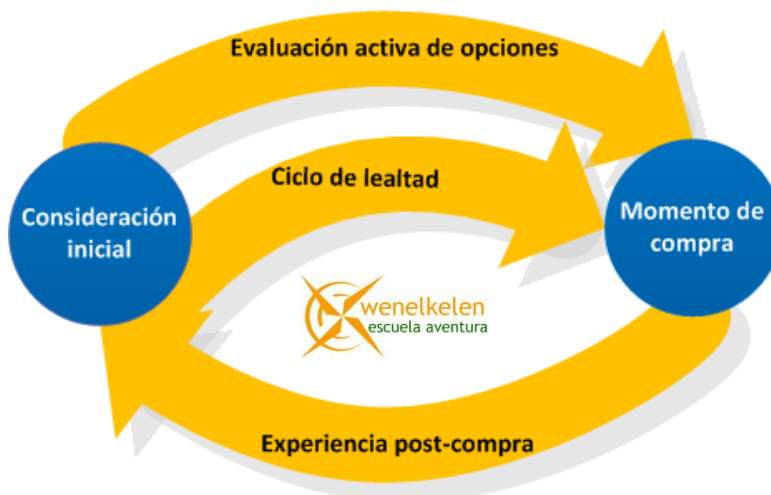 Evaluación activa de opciones
Ciclo de lealtad
Consideración
inicial
Momento de
compra
wenelkelen
escuela aventura
Experiencia post-compra